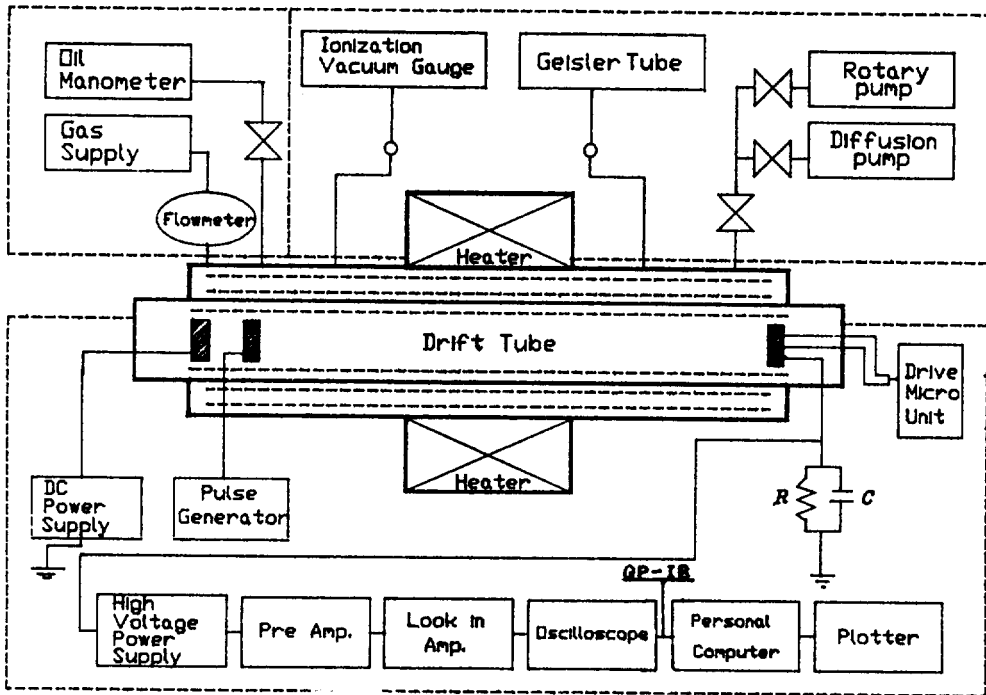 Oil
Manometer
Ionization
Vacuum Gauge
Geisler Tube
Rotary
pump
Gas
Supply
Diffusion
pump
Flowmeter
Heater
Drift Tube
Drive
Micro
Unit
Heater
DC
Power
Supply
Pulse
Generator
R
C
GP-IB
High
Voltage
Power
Supply
Pre Amp.
Look in
Amp.
Oscilloscope
Personal
Computer
Plotter